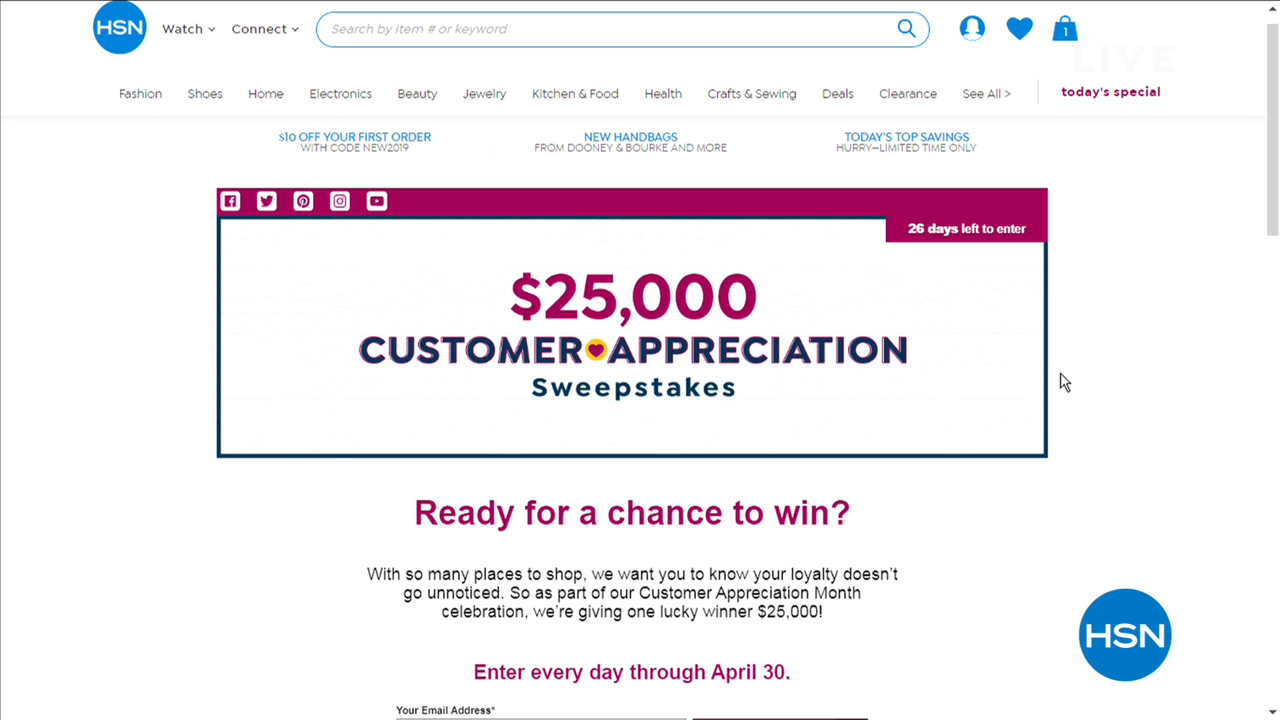 HSN
Watch
Connect
Search by item # or keyword
1
LIVE
Fashion
Shoes
Home
Electronics
Beauty
Jewelry
Kitchen & Food
Health
Crafts & Sewing
Deals
Clearance
See All >
today's special
$10 OFF YOUR FIRST ORDER
WITH CODE NEW2019
NEW HANDBAGS
FROM DOONEY & BOURKE AND MORE
TODAY'S TOP SAVINGS
HURRY—LIMITED TIME ONLY
26 days left to enter
$25,000
CUSTOMER APPRECIATION
Sweepstakes
Ready for a chance to win?
With so many places to shop, we want you to know your loyalty doesn't
go unnoticed. So as part of our Customer Appreciation Month
celebration, we're giving one lucky winner $25,000!
HSN
Enter every day through April 30.
Your Email Address*